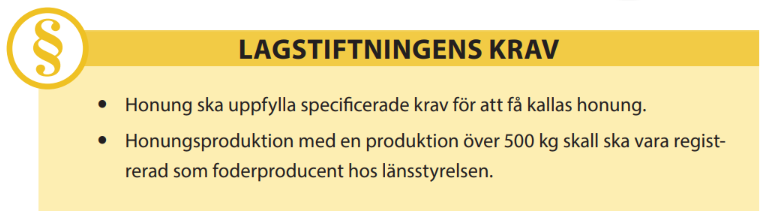 §
LAGSTIFTNINGENS KRAV
• Honung ska uppfylla specificerade krav för att få kallas honung.
• Honungsproduktion med en produktion över 500 kg skall ska vara regist-
rerad som foderproducent hos länsstyrelsen.